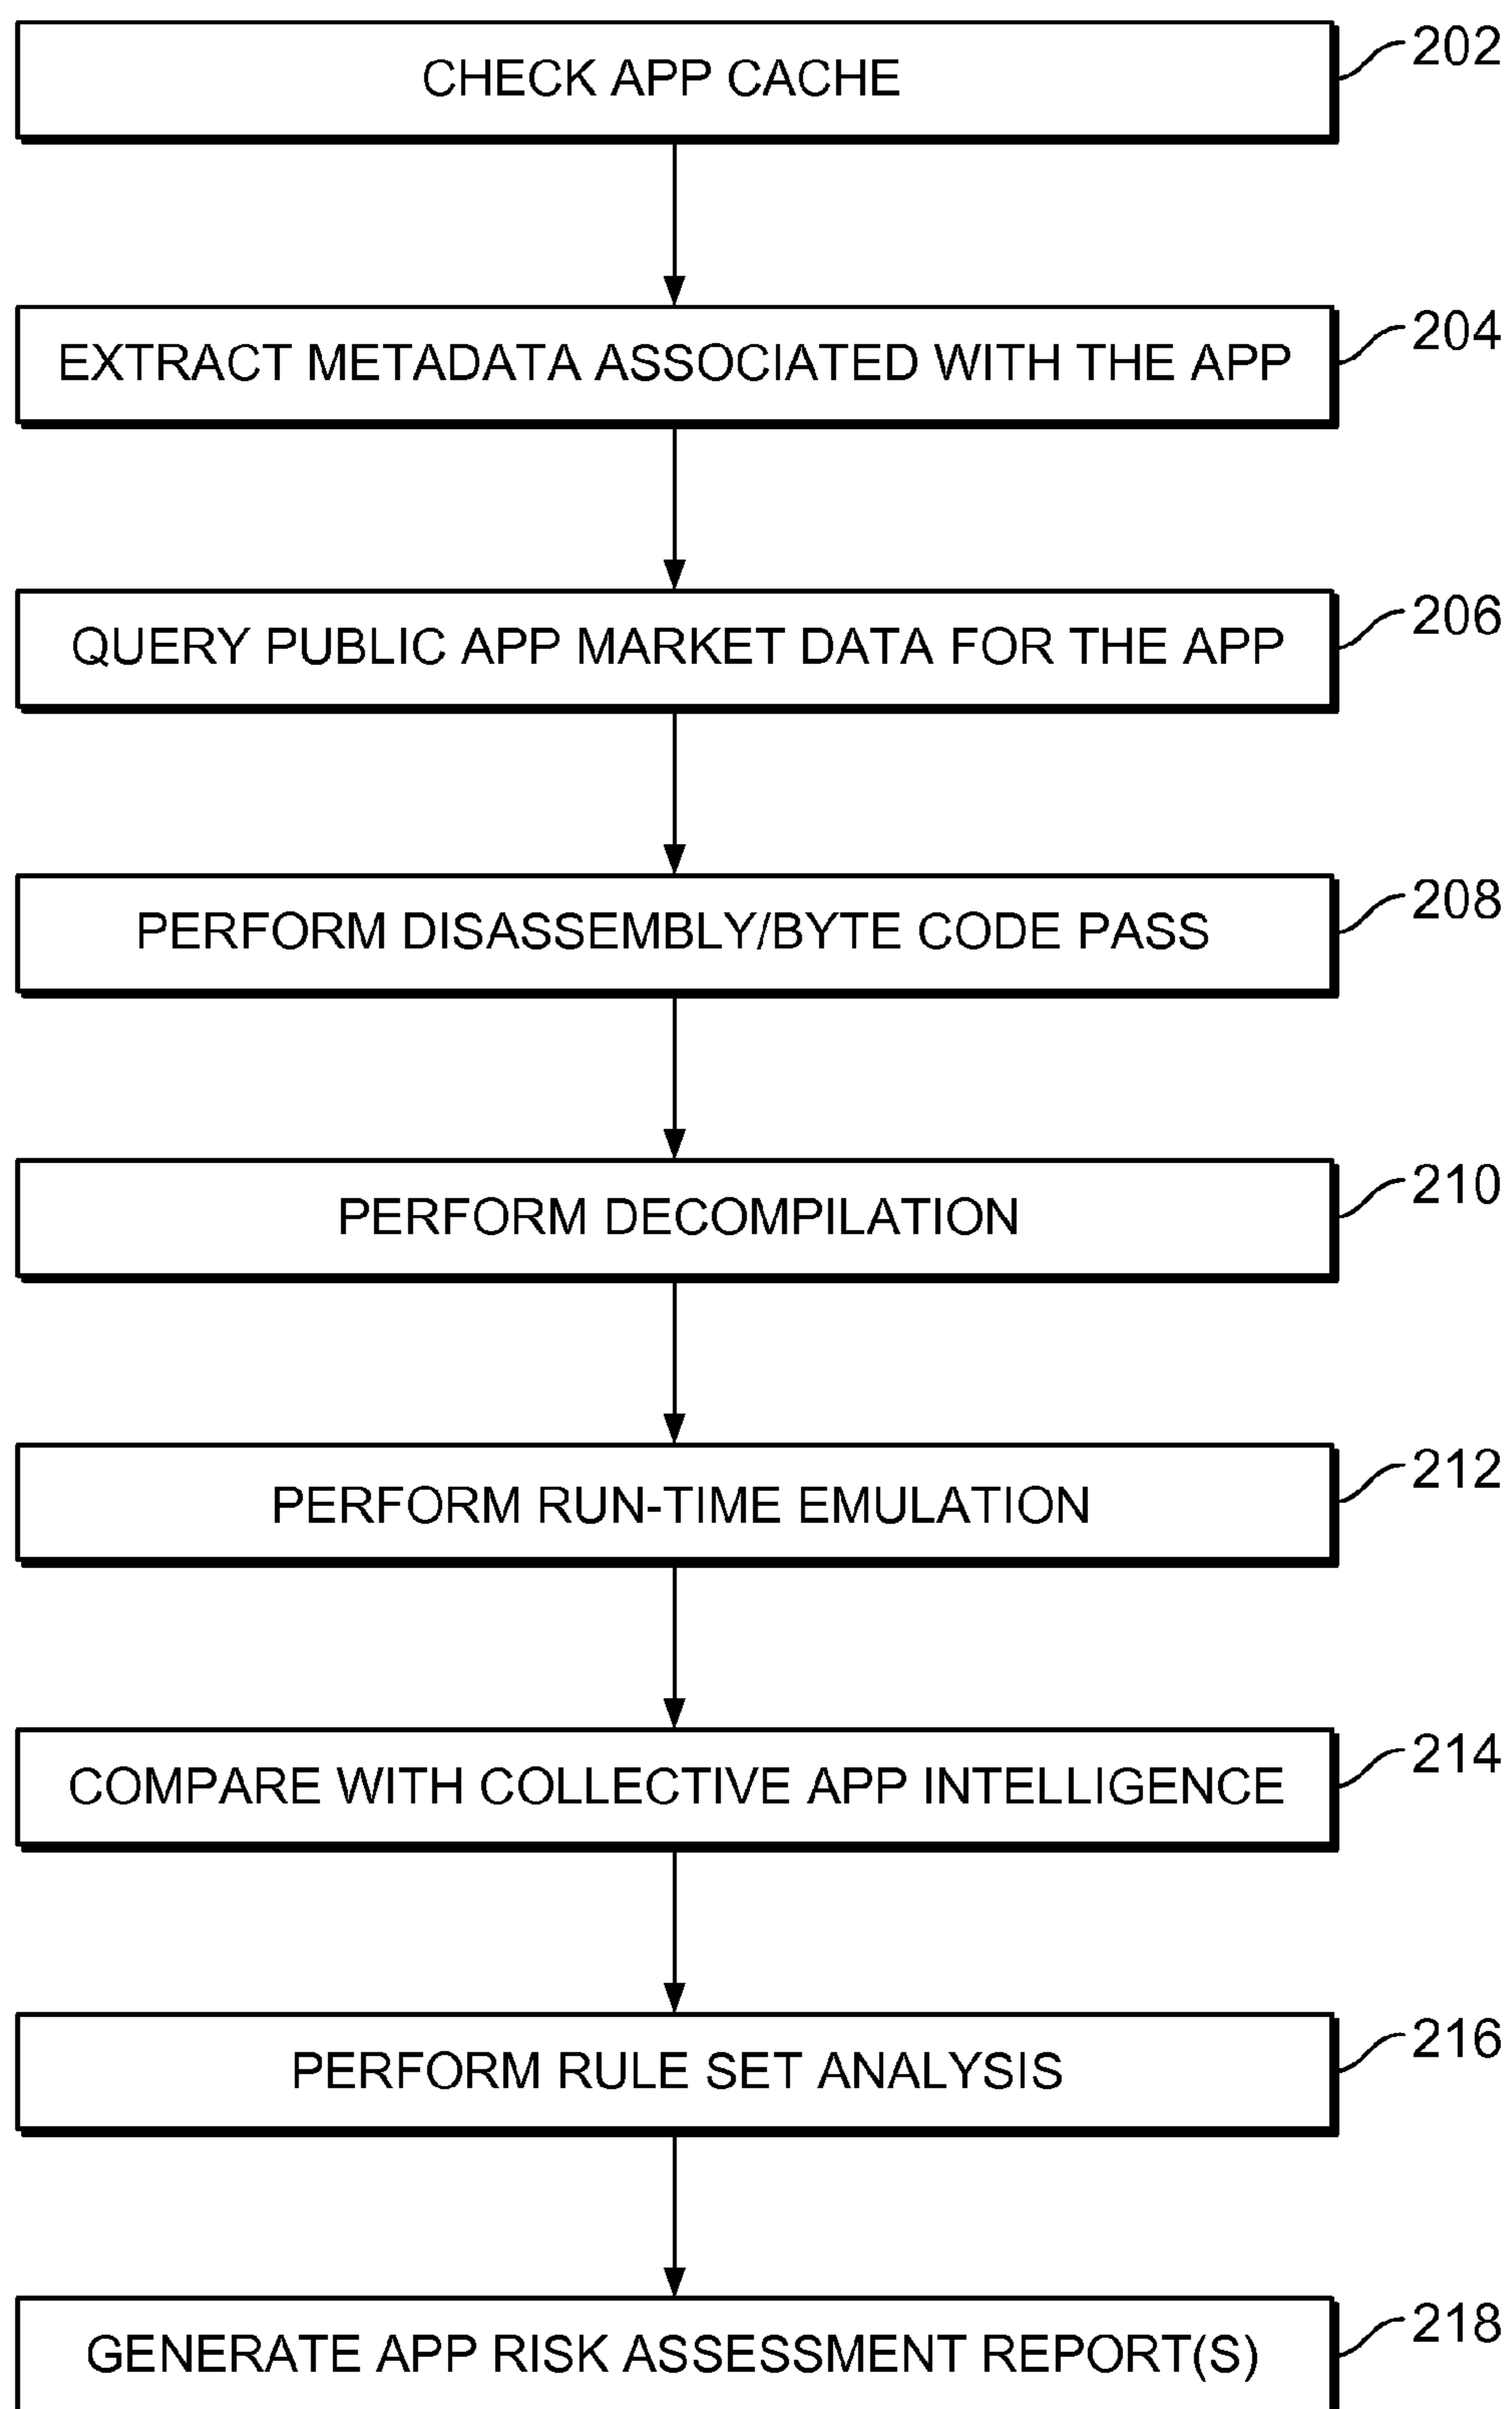 CHECK APP CACHE
202
EXTRACT METADATA ASSOCIATED WITH THE APP
204
QUERY PUBLIC APP MARKET DATA FOR THE APP
206
PERFORM DISASSEMBLY/BYTE CODE PASS
208
PERFORM DECOMPILATION
210
PERFORM RUN-TIME EMULATION
212
COMPARE WITH COLLECTIVE APP INTELLIGENCE
214
PERFORM RULE SET ANALYSIS
216
GENERATE APP RISK ASSESSMENT REPORT(S)
218